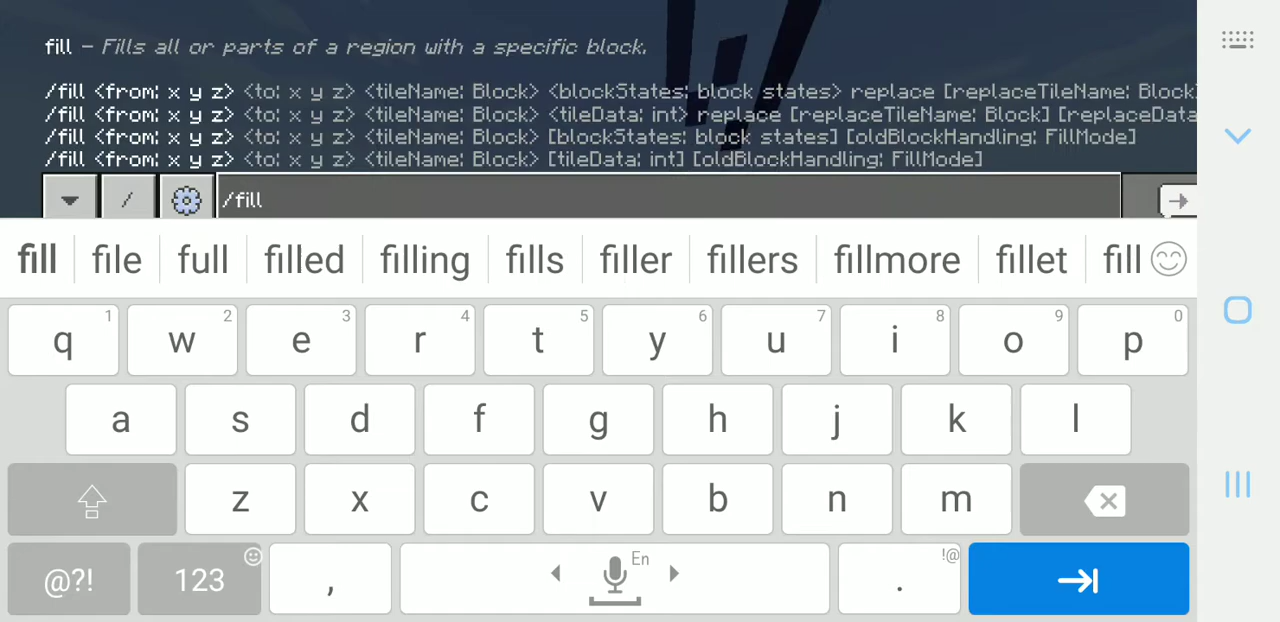 fill – Fills all or parts of a region with a specific block.
/fill <from: x y z> <to: x y z> <tileName: Block> <blockStates: block states> replace [replaceTileName: Block]
/fill <from: x y z> <to: x y z> <tileName: Block> <tileData: int> replace [replaceTileName: Block] [replaceData
/fill <from: x y z> <to: x y z> <tileName: Block> [blockStates: block states] [oldBlockHandling: FillMode]
/fill <from: x y z> <to: x y z> <tileName: Block> [tileData: int] [oldBlockHandling: FillMode]
/ /fill
fill file full filled filling fills filler fillers fillmore fillet fill
1 2 3 4 5 6 7 8 9 0
q w e r t y u i o p
a s d f g h j k l
z x c v b n m
@?! 123 , En . !@